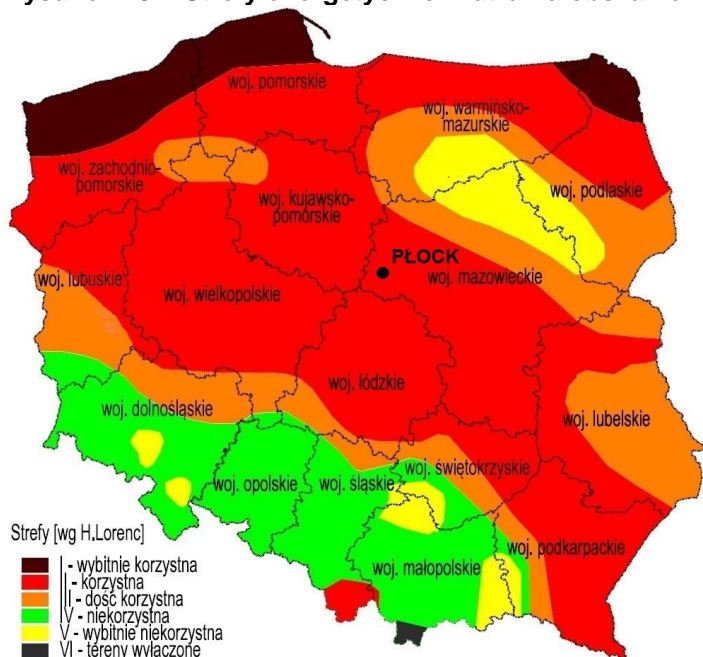 woj. pomorskie
woj. warmińsko-
mazurskie
woj. zachodnio-
pomorskie
woj. kujawsko-
pomorskie
woj. podlaskie
PŁOCK
woj. lubuskie
woj. wielkopolskie
woj. mazowieckie
woj. łódzkie
woj. dolnośląskie
woj. lubelskie
woj. opolskie
woj. śląskie
woj. świętokrzyskie
woj. podkarpackie
woj. małopolskie
Strefy [wg H.Lorenc]
I - wybitnie korzystna
II - korzystna
III - dość korzystna
IV - niekorzystna
V - wybitnie niekorzystna
VI - tereny wyłączone